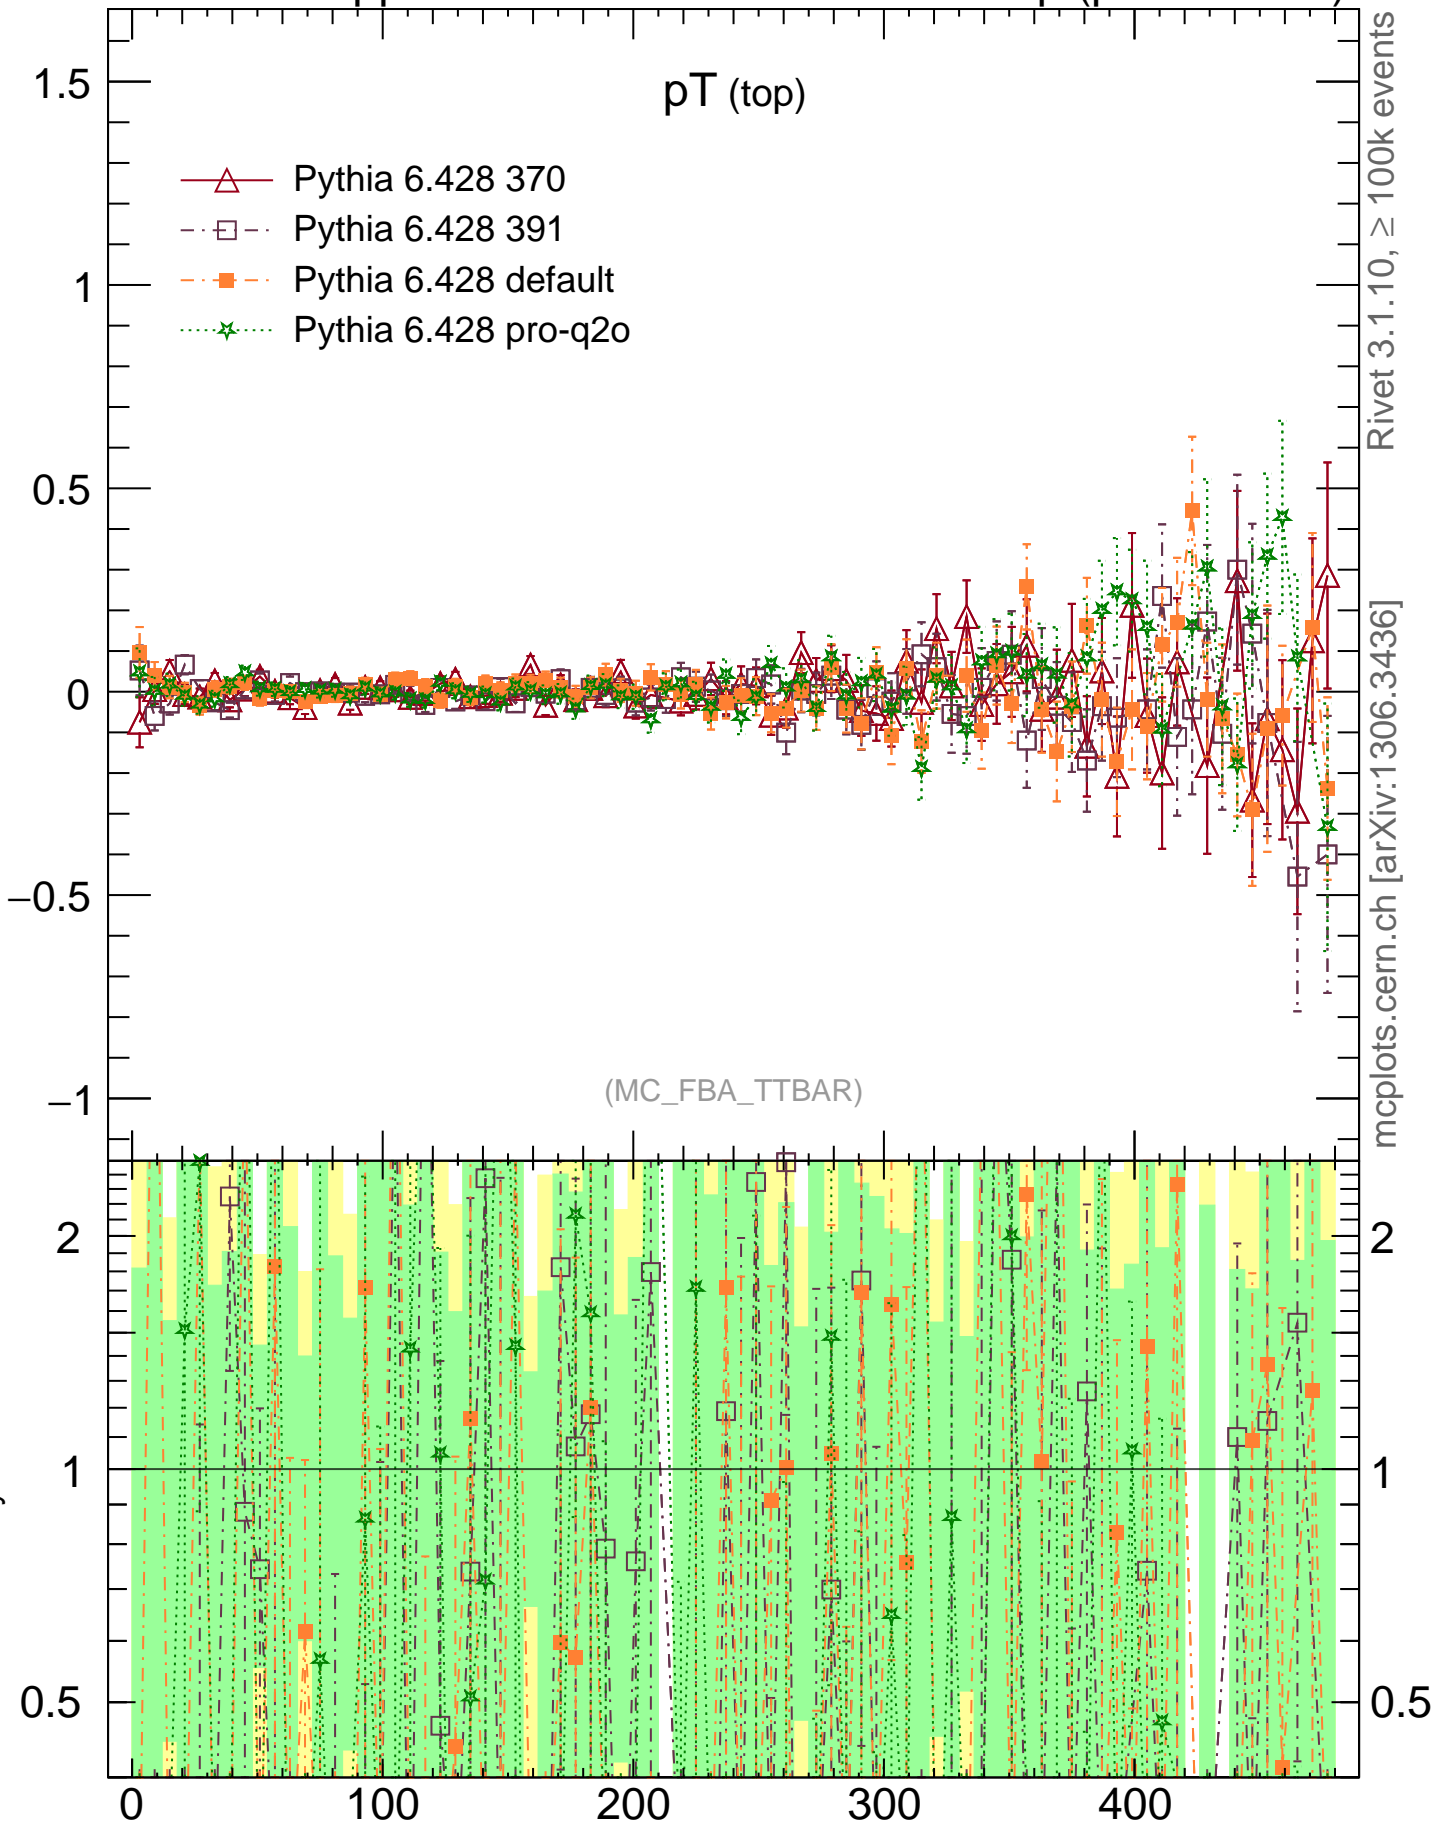 pT (top)
Pythia 6.428 370
Pythia 6.428 391
Pythia 6.428 default
Pythia 6.428 pro-q2o
1.5
1
0.5
0
−0.5
−1
(MC_FBA_TTBAR)
Rivet 3.1.10, ≥ 100k events
mcplots.cern.ch [arXiv:1306.3436]
2
1
0.5
2
1
0.5
0
100
200
300
400